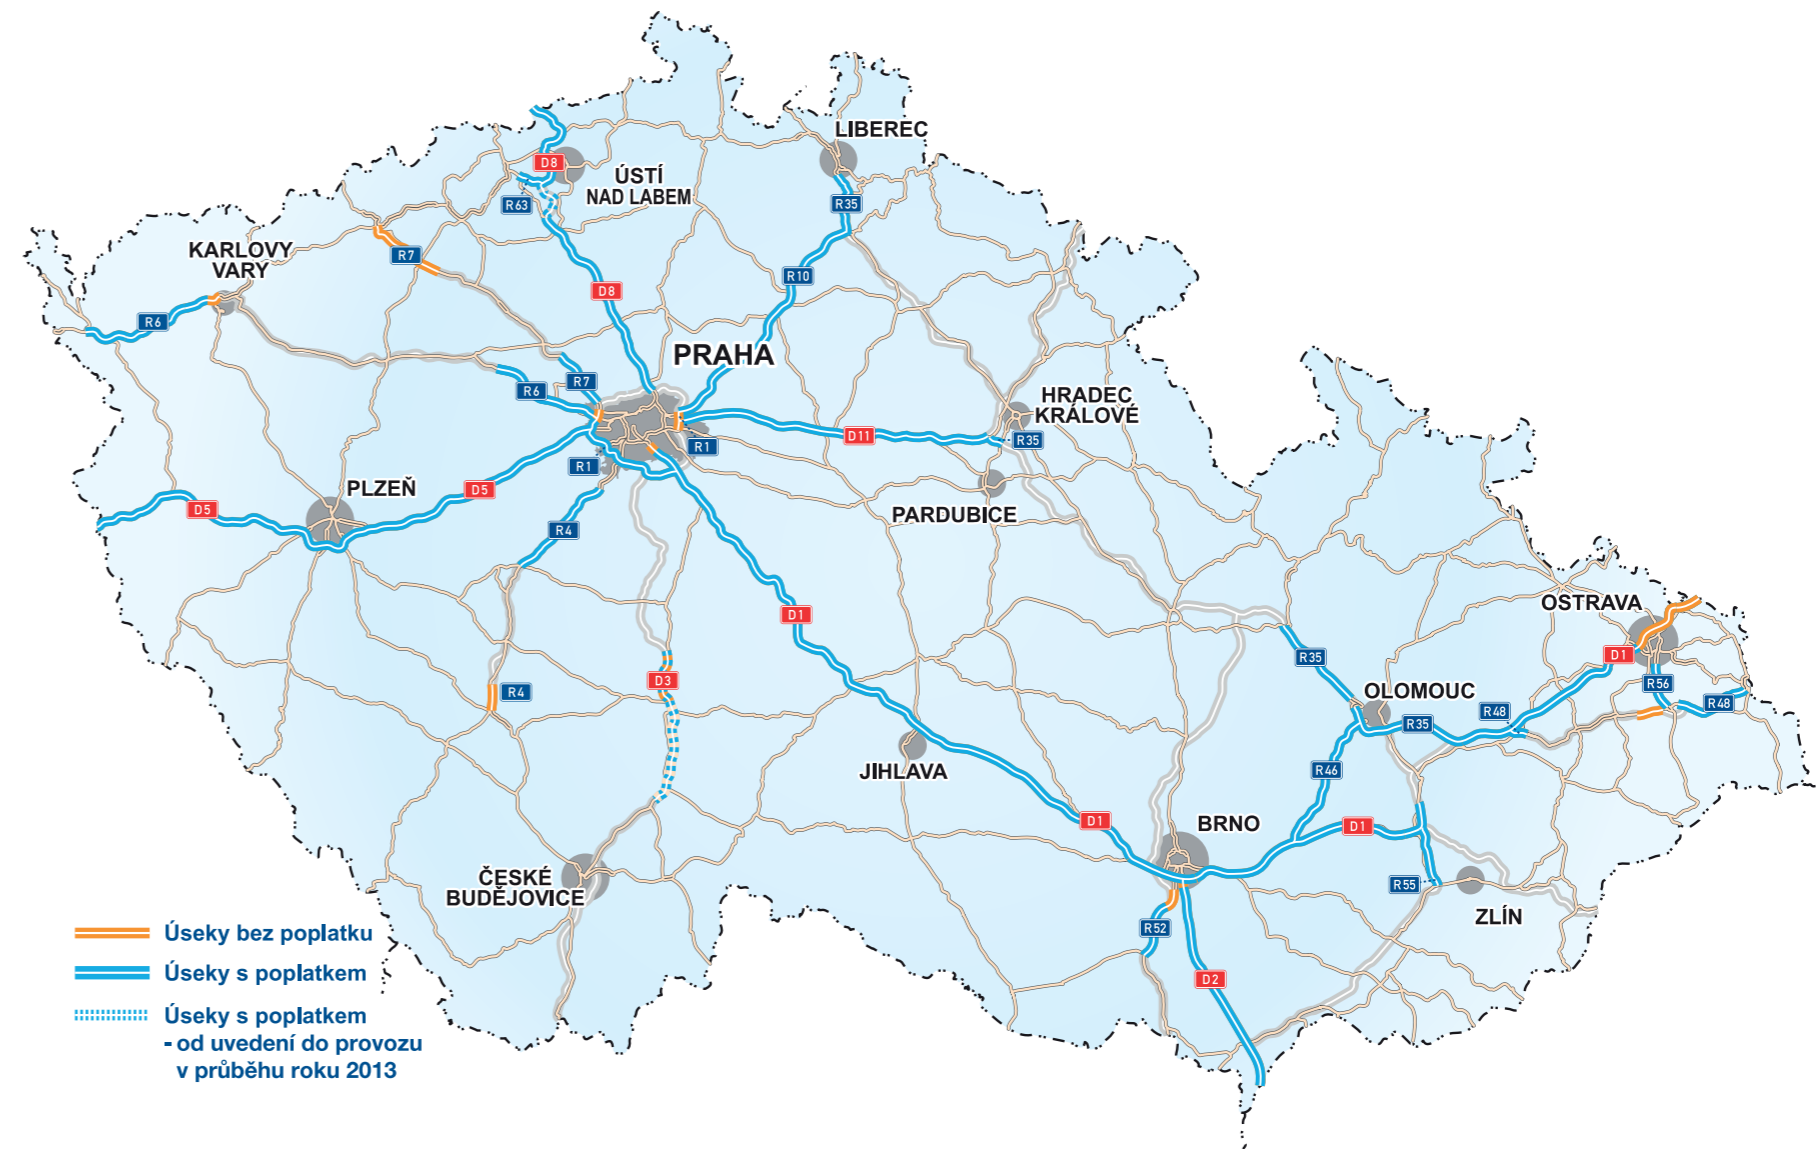 LIBEREC
D8
ÚSTÍ
NAD LABEM
R63
R35
KARLOVY
VARY
R7
R10
D8
R6
PRAHA
R7
R6
HRADEC
KRÁLOVÉ
D11
R35
R1
R1
PLZEŇ
D5
D5
PARDUBICE
R4
OSTRAVA
D1
R35
D1
D3
R56
R4
OLOMOUC
R48
R48
R35
JIHLAVA
R46
D1
BRNO
D1
ČESKÉ
BUDĚJOVICE
R55
ZLÍN
R52
D2
Úseky bez poplatku
Úseky s poplatkem
Úseky s poplatkem
- od uvedení do provozu
v průběhu roku 2013